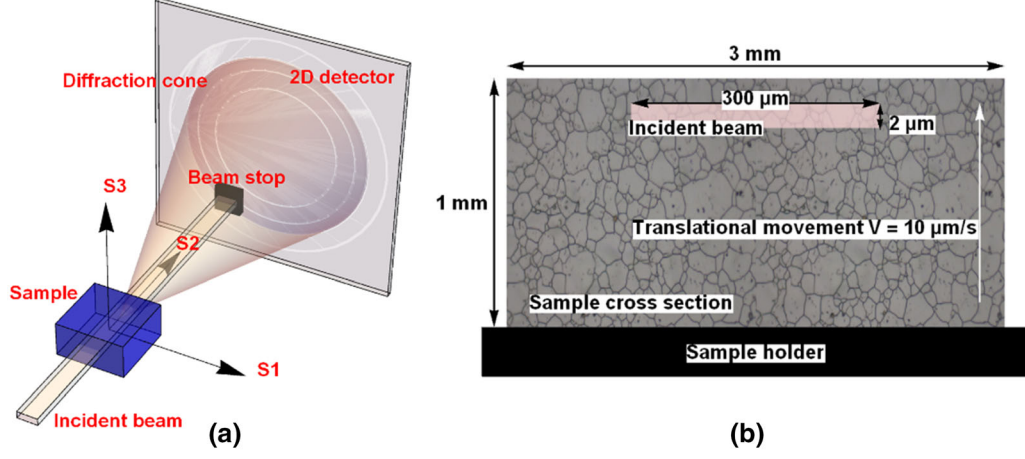 Diffraction cone
2D detector
Beam stop
S3
S2
Sample
S1
Incident beam
(a)
3 mm
300 μm
Incident beam
2 μm
1 mm
Translational movement V = 10 μm/s
Sample cross section
Sample holder
(b)